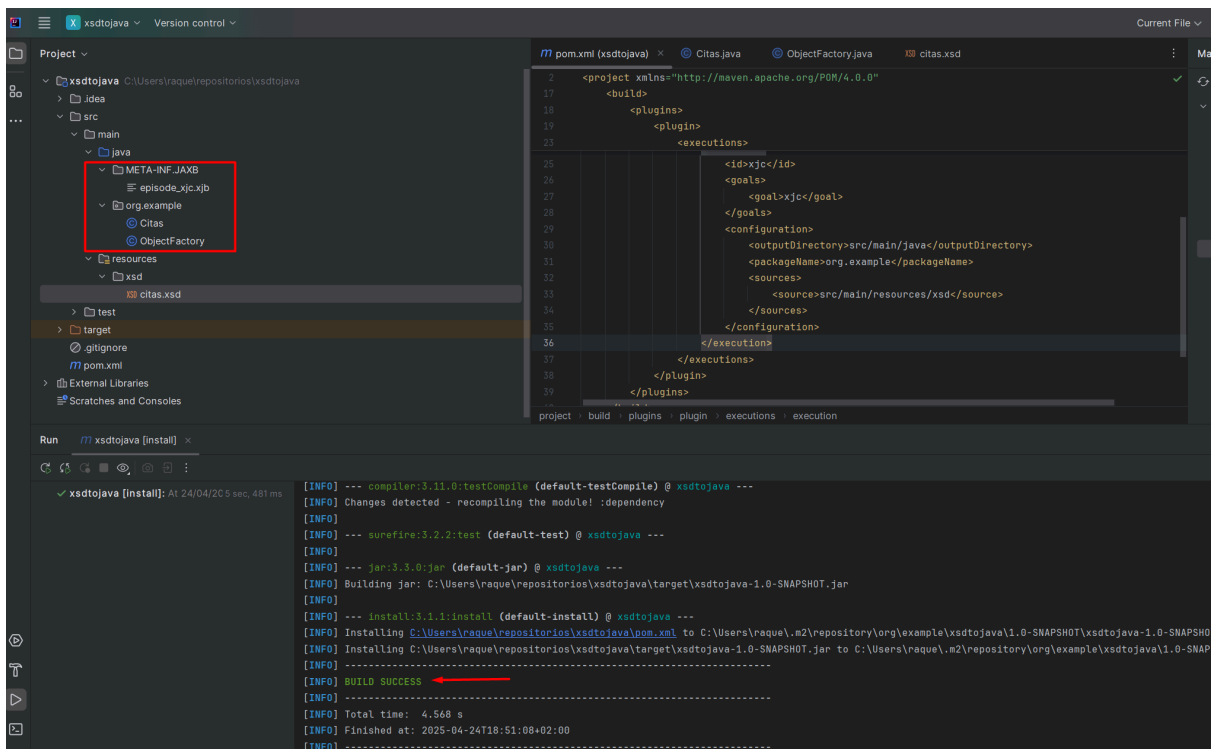 X xsdtojava Version control Current File
Project
xsdtojava C:\Users\raque\repositorios\xsdtojava
.idea
src
main
java
META-INF.JAXB
episode_xjc.xjb
org.example
Citas
ObjectFactory
resources
xsd
citas.xsd
test
target
.gitignore
pom.xml
External Libraries
Scratches and Consoles
pom.xml (xsdtojava) Citas.java ObjectFactory.java citas.xsd Ma
2 <project xmlns="http://maven.apache.org/POM/4.0.0"
17 <build>
18 <plugins>
19 <plugin>
23 <executions>
25 <id>xjc</id>
26 <goals>
27 <goal>xjc</goal>
28 </goals>
29 <configuration>
30 <outputDirectory>src/main/java</outputDirectory>
31 <packageName>org.example</packageName>
32 <sources>
33 <source>src/main/resources/xsd</source>
34 </sources>
35 </configuration>
36 </execution>
37 </executions>
38 </plugin>
39 </plugins>
project › build › plugins › plugin › executions › execution
Run xsdtojava [install]
xsdtojava [install]: At 24/04/20 5 sec, 481 ms
[INFO] --- compiler:3.11.0:testCompile (default-testCompile) @ xsdtojava ---
[INFO] Changes detected - recompiling the module! :dependency
[INFO]
[INFO] --- surefire:3.2.2:test (default-test) @ xsdtojava ---
[INFO]
[INFO] --- jar:3.3.0:jar (default-jar) @ xsdtojava ---
[INFO] Building jar: C:\Users\raque\repositorios\xsdtojava\target\xsdtojava-1.0-SNAPSHOT.jar
[INFO]
[INFO] --- install:3.1.1:install (default-install) @ xsdtojava ---
[INFO] Installing C:\Users\raque\repositorios\xsdtojava\pom.xml to C:\Users\raque\.m2\repository\org\example\xsdtojava\1.0-SNAPSHOT\xsdtojava-1.0-SNAPSHO
[INFO] Installing C:\Users\raque\repositorios\xsdtojava\target\xsdtojava-1.0-SNAPSHOT.jar to C:\Users\raque\.m2\repository\org\example\xsdtojava\1.0-SNAP
[INFO] ------------------------------------------------------------------------
[INFO] BUILD SUCCESS
[INFO] ------------------------------------------------------------------------
[INFO] Total time: 4.568 s
[INFO] Finished at: 2025-04-24T18:51:08+02:00
[INFO] ------------------------------------------------------------------------